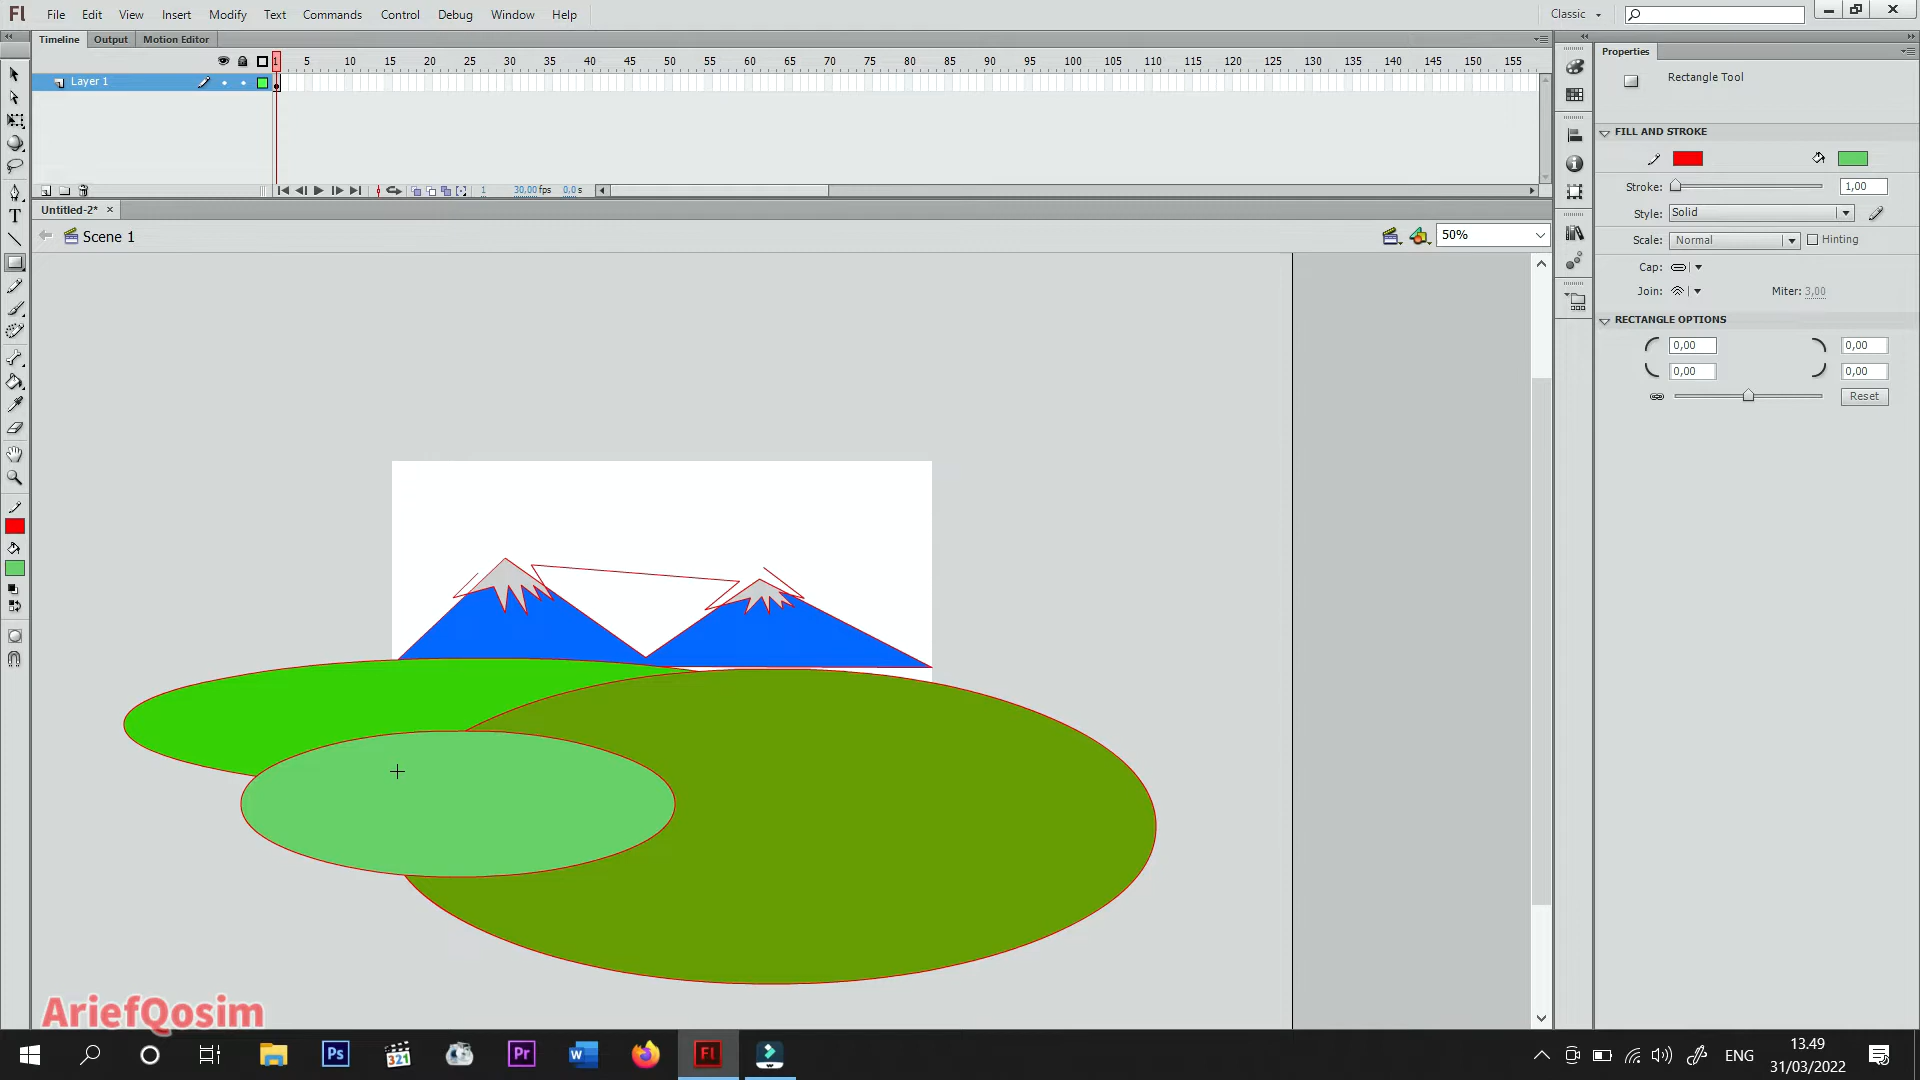 Fl File Edit View Insert Modify Text Commands Control Debug Window Help Classic
Timeline Output Motion Editor
1 5 10 15 20 25 30 35 40 45 50 55 60 65 70 75 80 85 90 95 100 105 110 115 120 125 130 135 140 145 150 155
Layer 1
1 30,00 fps 0,0 s
Untitled-2*
Scene 1
50%
Properties
Rectangle Tool
FILL AND STROKE
Stroke: 1,00
Style: Solid
Scale: Normal Hinting
Cap:
Join: Miter: 3,00
RECTANGLE OPTIONS
0,00 0,00
0,00 0,00
Reset
T
AriefQosim
Ps 321 Pr W Fl
ENG
13.49
31/03/2022